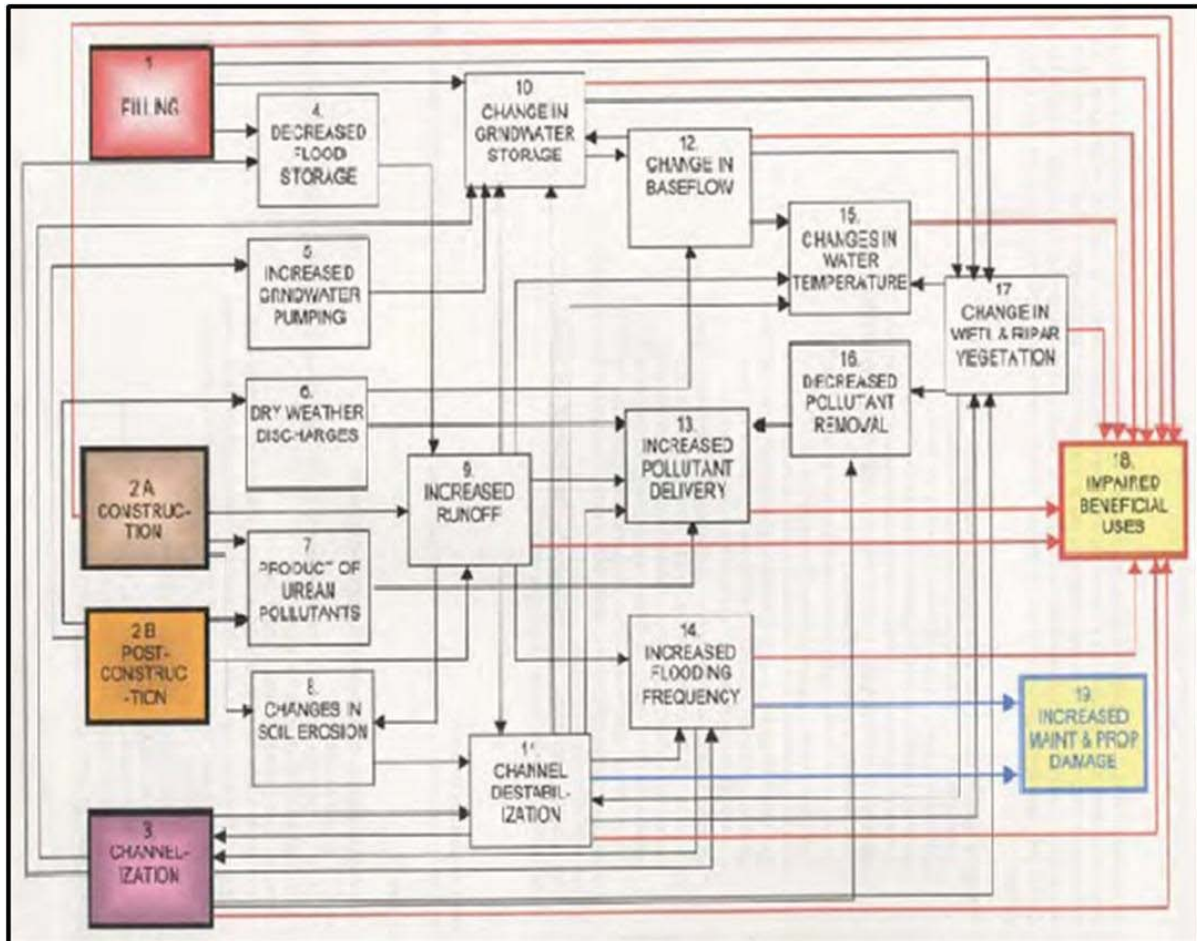 1
FILLING
4.
DECREASED
FLOOD
STORAGE
10
CHANGE IN
GRNDWATER
STORAGE
12.
CHANGE IN
BASEFLOW
15.
CHANGES IN
WATER
TEMPERATURE
5
INCREASED
GRNDWATER
PUMPING
17
CHANGE IN
WETL & RIPAR
VEGETATION
6.
DRY WEATHER
DISCHARGES
16.
DECREASED
POLLUTANT
REMOVAL
13.
INCREASED
POLLUTANT
DELIVERY
9.
INCREASED
RUNOFF
18.
IMPAIRED
BENEFICIAL
USES
2A
CONSTRUC-
TION
7
PRODUCT OF
URBAN
POLLUTANTS
2B
POST-
CONSTRUC
-TION
14.
INCREASED
FLOODING
FREQUENCY
8.
CHANGES IN
SOIL EROSION
19.
INCREASED
MAINT & PROP
DAMAGE
11.
CHANNEL
DESTABIL-
IZATION
3.
CHANNEL-
IZATION